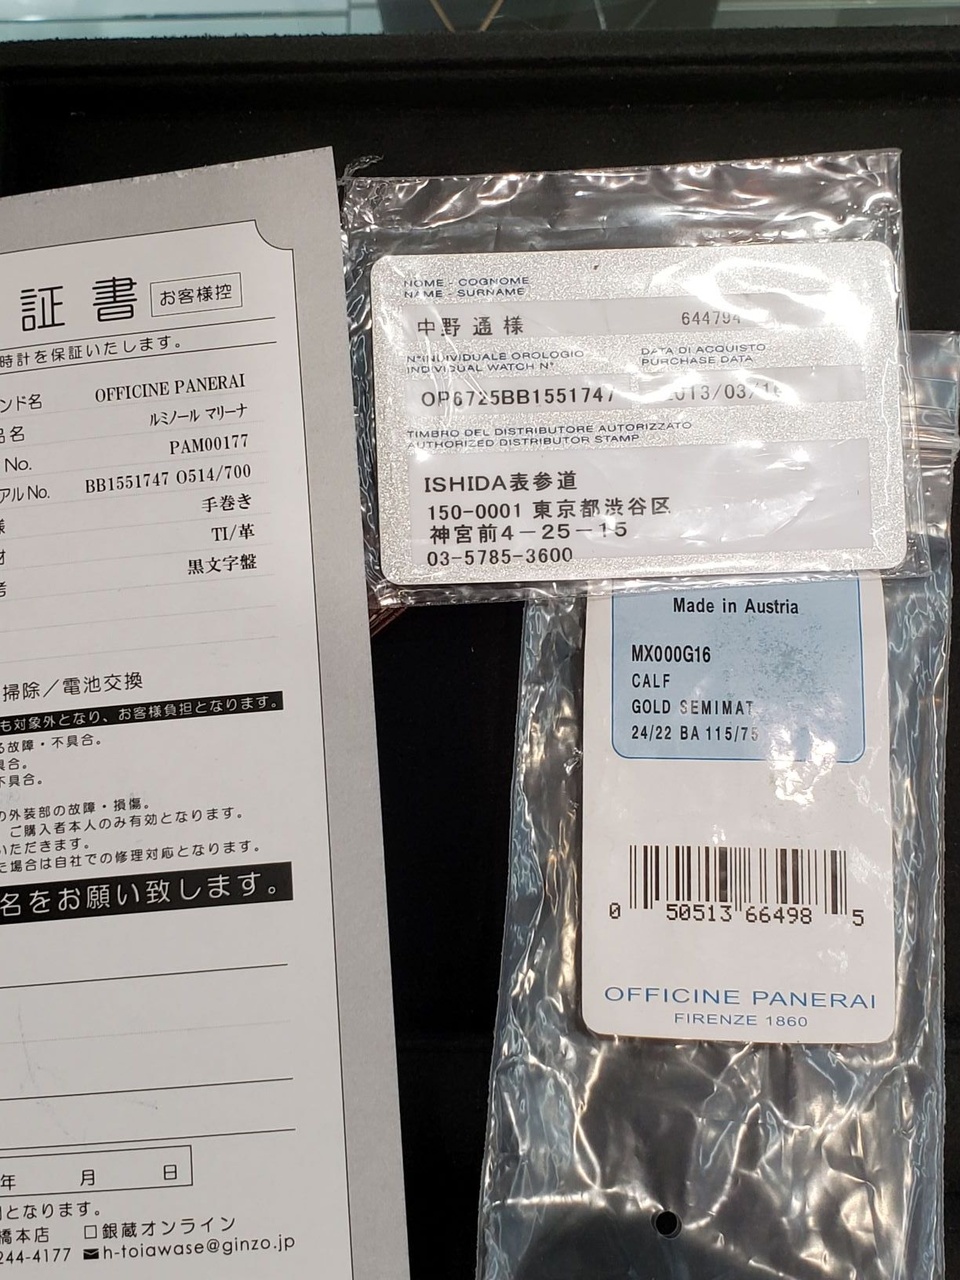 証書 お客様控
時計を保証いたします。
ンド名 OFFICINE PANERAI
品名 ルミノール マリーナ
No. PAM00177
アルNo. BB1551747 O514/700
様 手巻き
材 TI/革
考 黒文字盤
掃除／電池交換
も対象外となり、お客様負担となります。
る故障・不具合。
具合。
不具合。
の外装部の故障・損傷。
ご購入者本人のみ有効となります。
いただきます。
た場合は自社での修理対応となります。
名をお願い致します。
年 月 日
となります。
橋本店 □銀蔵オンライン
244-4177 h-toiawase@ginzo.jp
NOME - COGNOME
NAME - SURNAME
中野 通 様 644794
N° INDIVIDUALE OROLOGIO DATA DI ACQUISTO
INDIVIDUAL WATCH N° PURCHASE DATA
OP6725BB1551747 2013/03/16
TIMBRO DEL DISTRIBUTORE AUTORIZZATO
AUTHORIZED DISTRIBUTOR STAMP
ISHIDA表参道
150-0001 東京都渋谷区
神宮前4－25－15
03-5785-3600
Made in Austria
MX000G16
CALF
GOLD SEMIMAT
24/22 BA 115/75
0 50513 66498 5
OFFICINE PANERAI
FIRENZE 1860